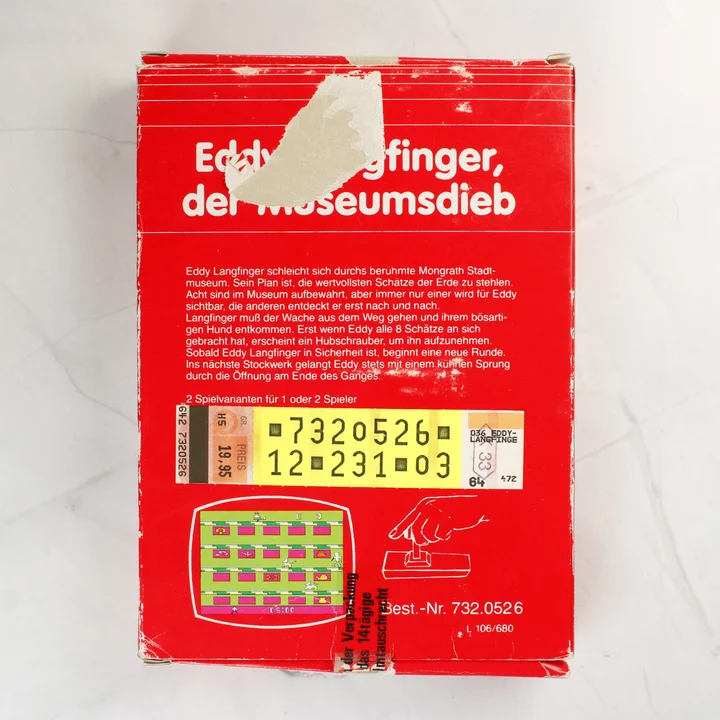 Eddy Langfinger,
der Museumsdieb
Eddy Langfinger schleicht sich durchs berühmte Mongrath Stadt-
museum. Sein Plan ist, die wertvollsten Schätze der Erde zu stehlen.
Acht sind im Museum aufbewahrt, aber immer nur einer wird für Eddy
sichtbar, die anderen entdeckt er erst nach und nach.
Langfinger muß der Wache aus dem Weg gehen und ihrem bösarti-
gen Hund entkommen. Erst wenn Eddy alle 8 Schätze an sich
gebracht hat, erscheint ein Hubschrauber, um ihn aufzunehmen.
Sobald Eddy Langfinger in Sicherheit ist, beginnt eine neue Runde.
Ins nächste Stockwerk gelangt Eddy stets mit einem kühnen Sprung
durch die Öffnung am Ende des Ganges.
2 Spielvarianten für 1 oder 2 Spieler
642 7320526
H5
GR.
PREIS
19,95
7320526
12 231 03
036 EDDY-
LANGFINGE
K 33
64 472
Best.-Nr. 732.0526
L 106/680
der Verpackung
das 14tägige
Umtauschrecht